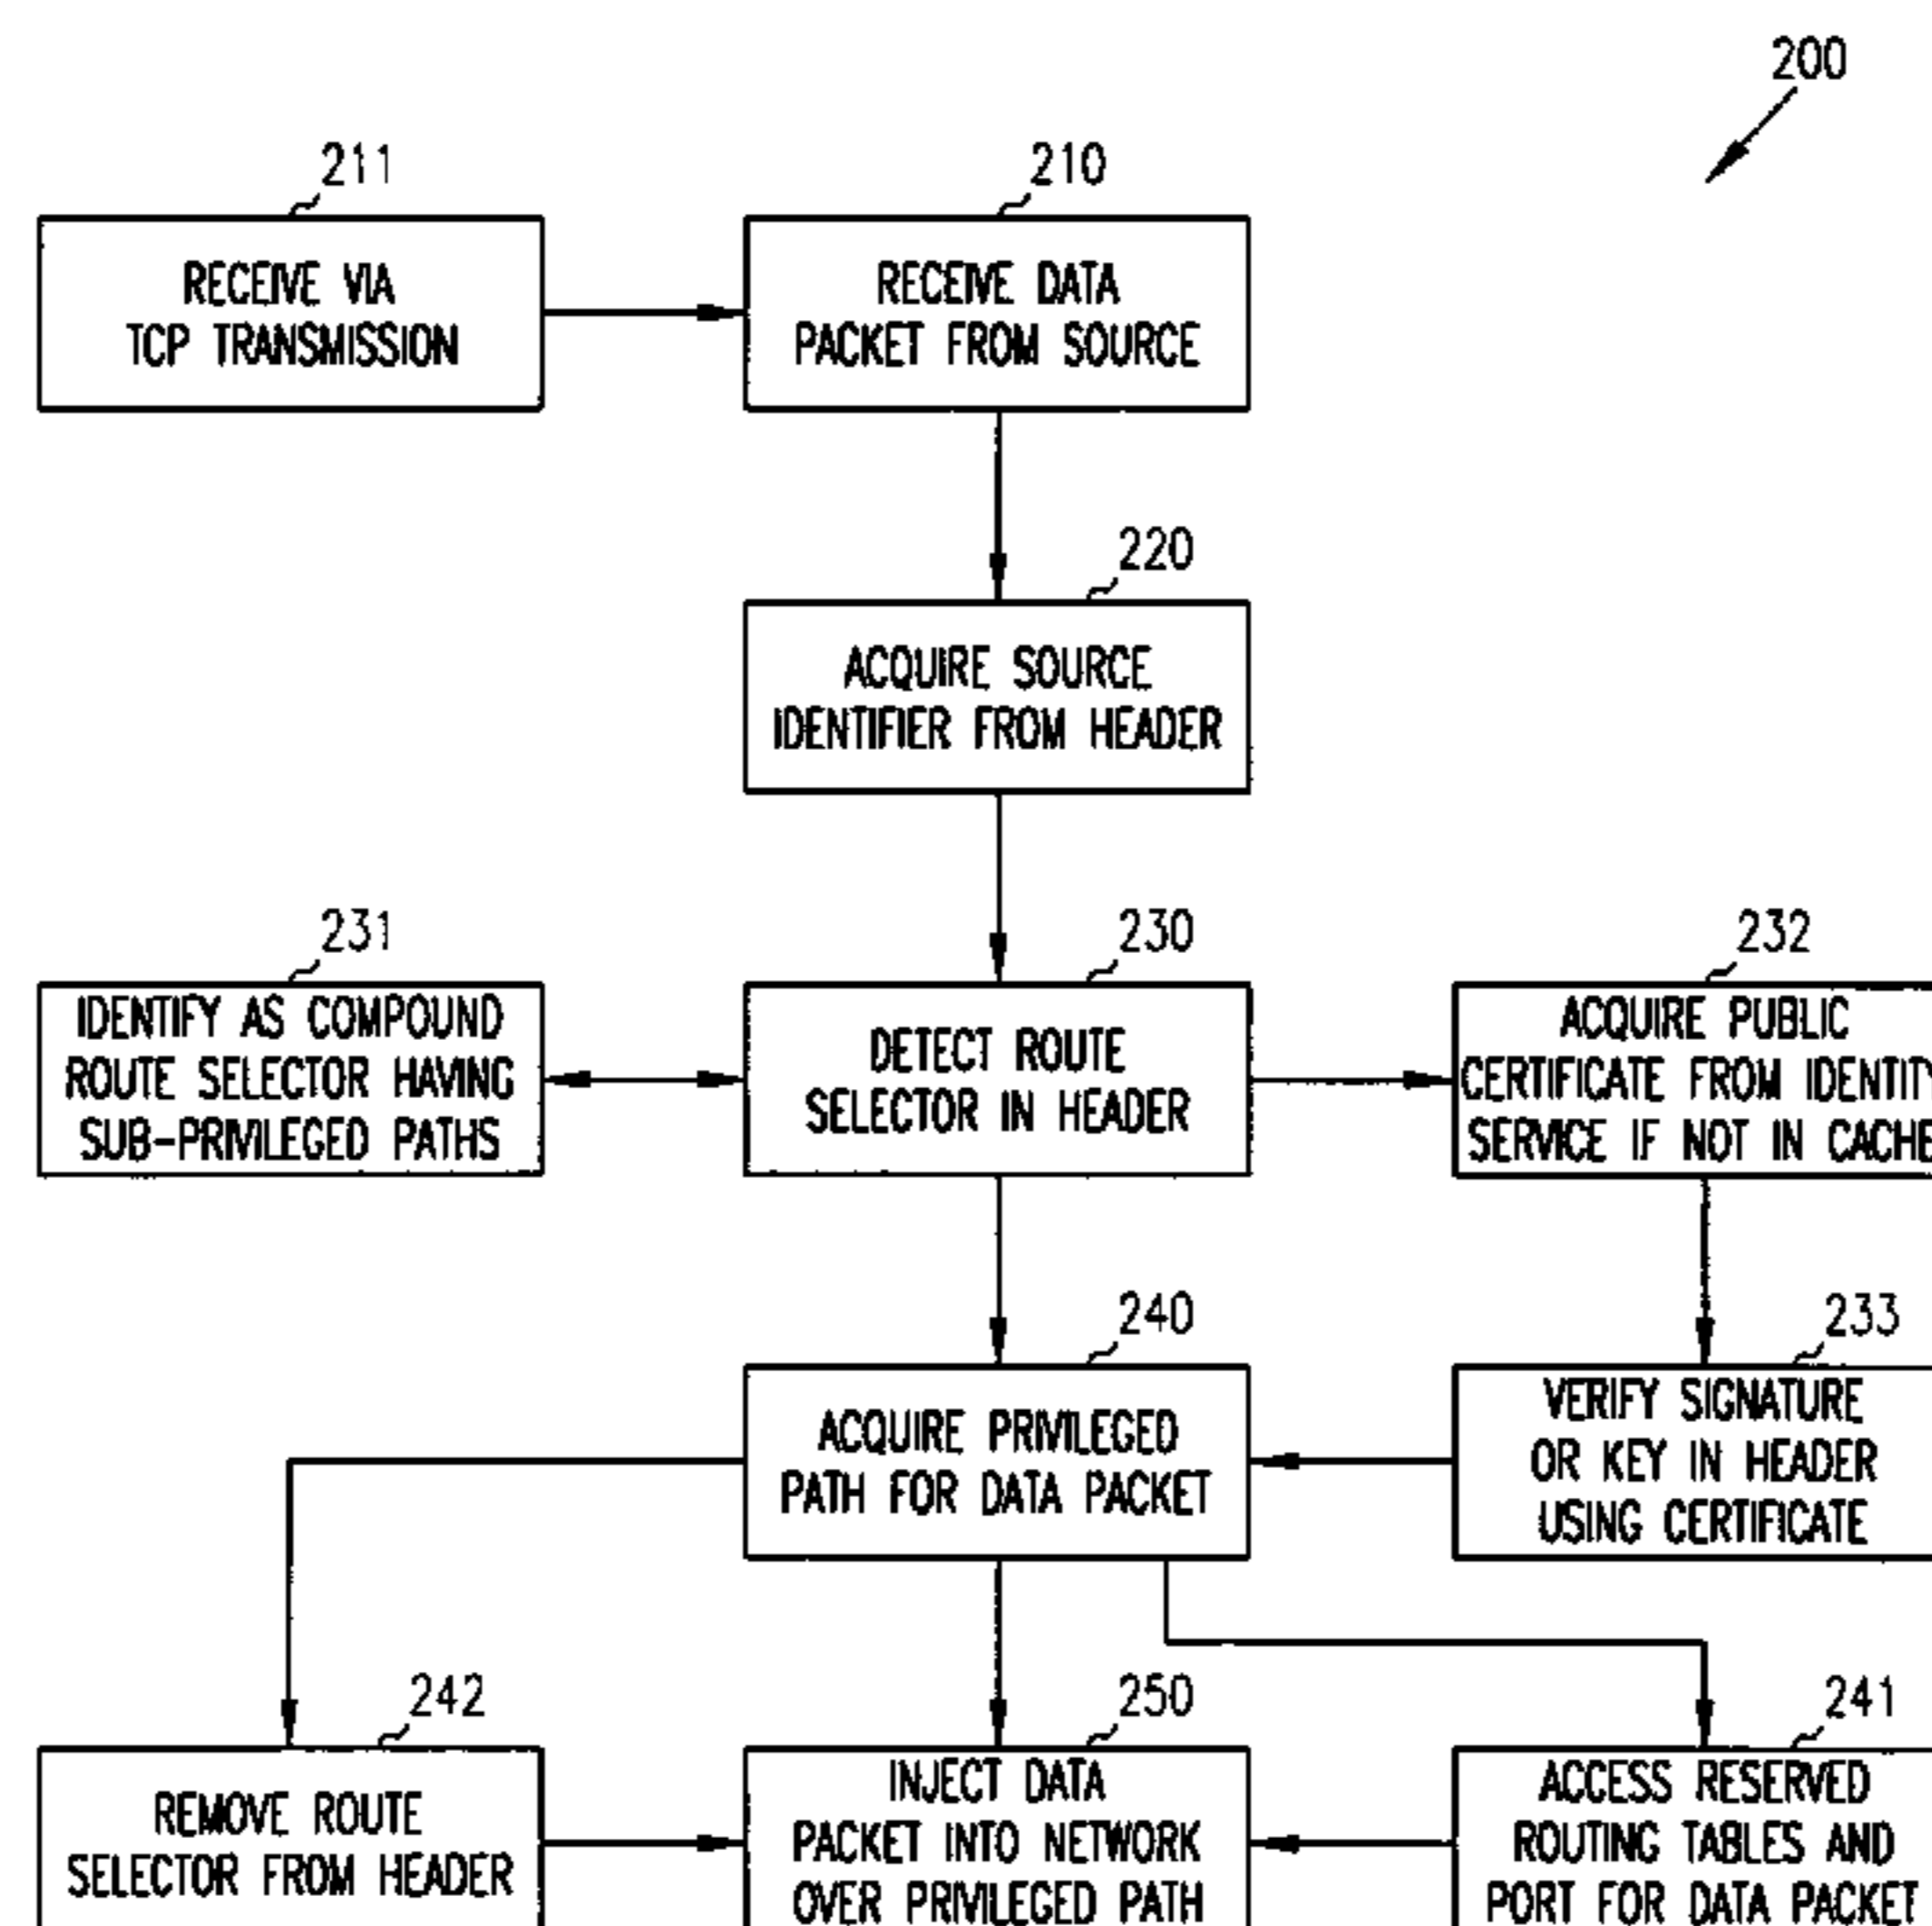 200
211
RECEIVE VIA
TCP TRANSMISSION
210
RECEIVE DATA
PACKET FROM SOURCE
220
ACQUIRE SOURCE
IDENTIFIER FROM HEADER
231
IDENTIFY AS COMPOUND
ROUTE SELECTOR HAVING
SUB-PRIVILEGED PATHS
230
DETECT ROUTE
SELECTOR IN HEADER
232
ACQUIRE PUBLIC
CERTIFICATE FROM IDENTITY
SERVICE IF NOT IN CACHE
240
ACQUIRE PRIVILEGED
PATH FOR DATA PACKET
233
VERIFY SIGNATURE
OR KEY IN HEADER
USING CERTIFICATE
242
REMOVE ROUTE
SELECTOR FROM HEADER
250
INJECT DATA
PACKET INTO NETWORK
OVER PRIVILEGED PATH
241
ACCESS RESERVED
ROUTING TABLES AND
PORT FOR DATA PACKET